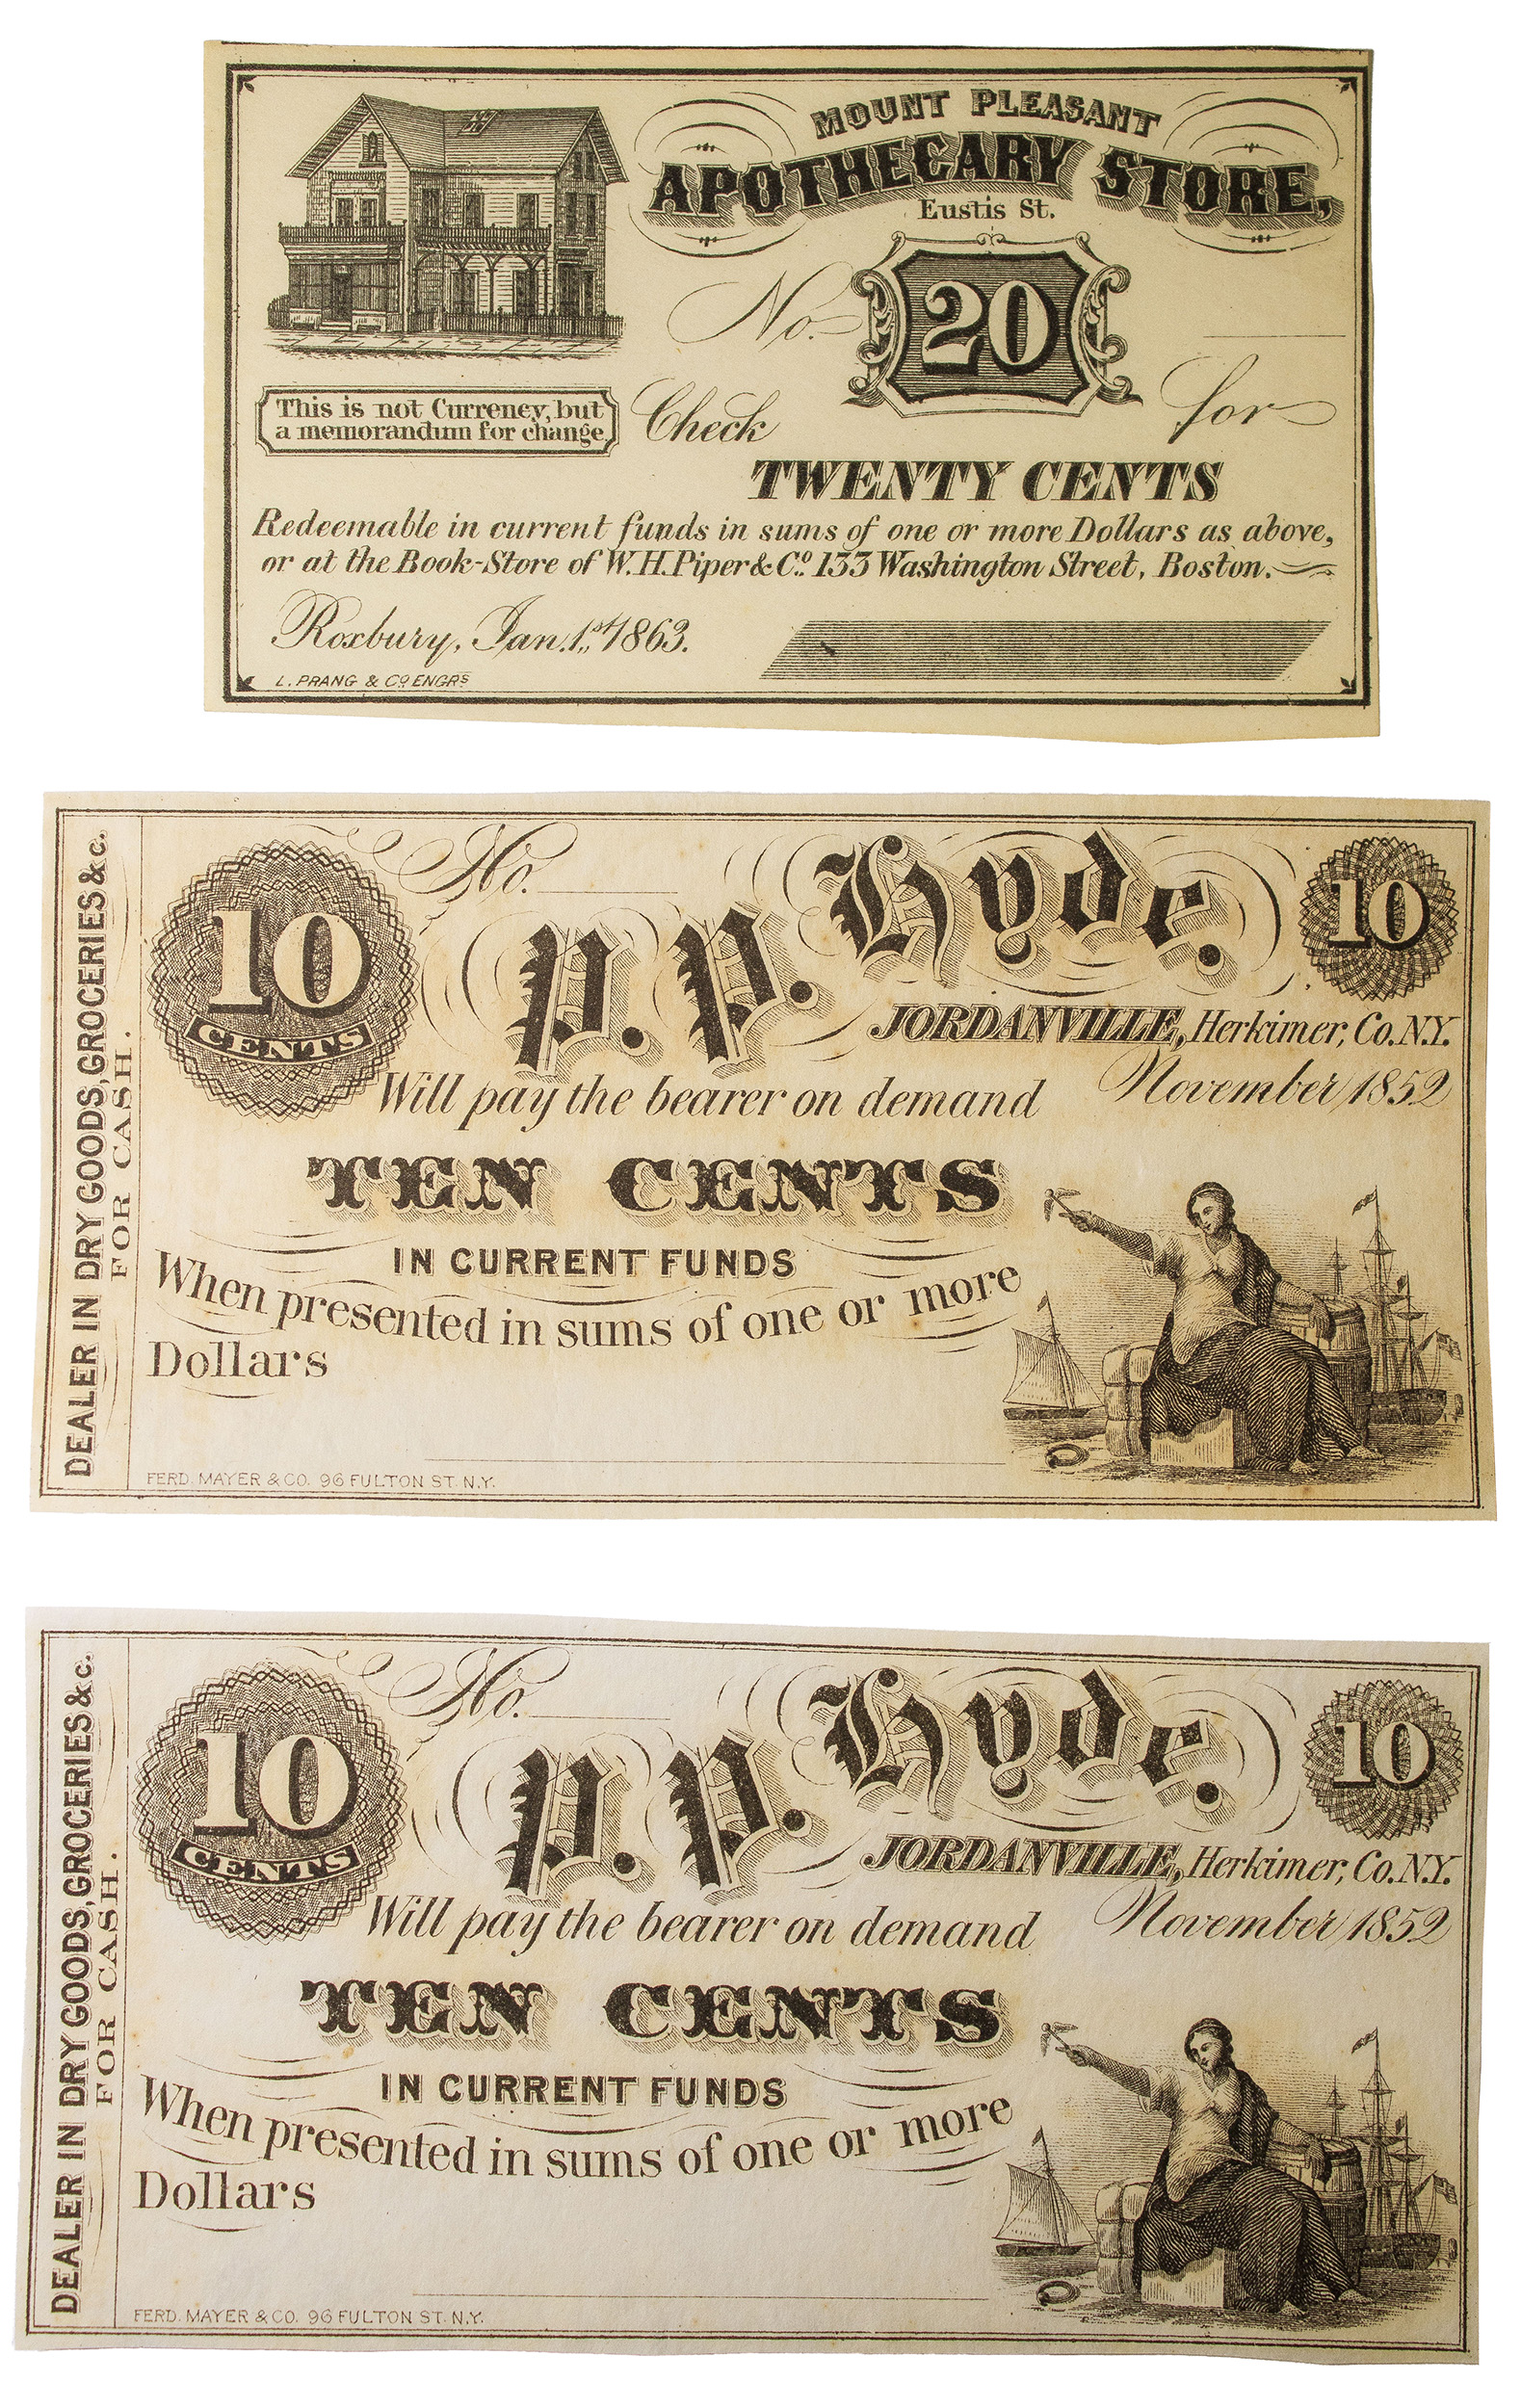 MOUNT PLEASANT
APOTHECARY STORE,
Eustis St.
No. 20
This is not Currency, but
a memorandum for change.
Check for
TWENTY CENTS
Redeemable in current funds in sums of one or more Dollars as above,
or at the Book-Store of W.H.Piper & Co. 133 Washington Street, Boston.
Roxbury, Jan. 1st 1863.
L. PRANG & CO ENGRS
DEALER IN DRY GOODS, GROCERIES & c.
FOR CASH.
10
CENTS
No.
P. P. Hyde.
10
JORDANVILLE, Herkimer, Co. N.Y.
Will pay the bearer on demand November 1852
TEN CENTS
IN CURRENT FUNDS
When presented in sums of one or more
Dollars
FERD. MAYER & CO. 96 FULTON ST. N.Y.
DEALER IN DRY GOODS, GROCERIES & c.
FOR CASH.
10
CENTS
No.
P. P. Hyde.
10
JORDANVILLE, Herkimer, Co. N.Y.
Will pay the bearer on demand November 1852
TEN CENTS
IN CURRENT FUNDS
When presented in sums of one or more
Dollars
FERD. MAYER & CO. 96 FULTON ST. N.Y.